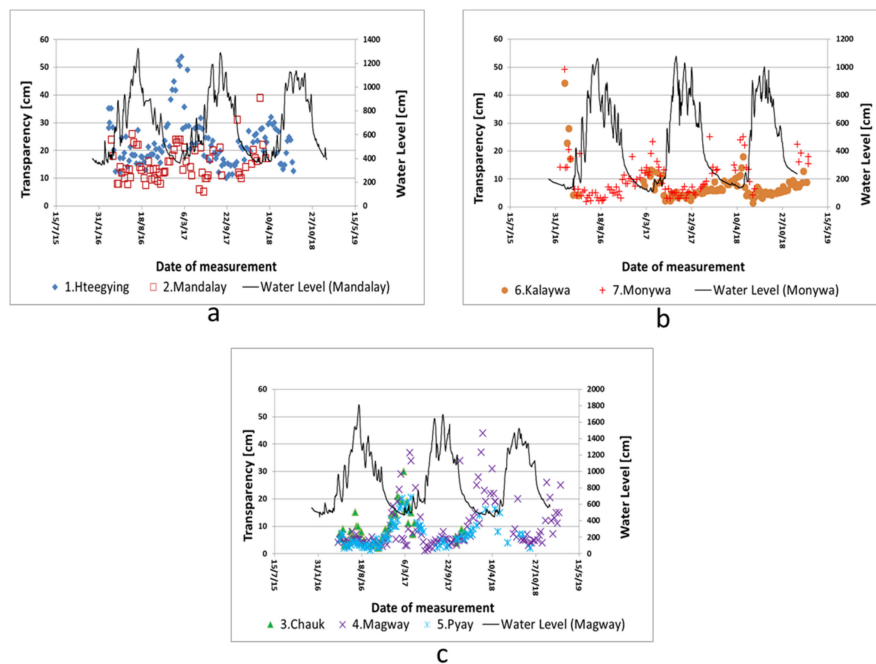 60 1400
50 1200
40 1000
30 800
20 600
10 400
0 200
0
Transparency [cm]
Water Level [cm]
15/7/15 31/1/16 18/8/16 6/3/17 22/9/17 10/4/18 27/10/18 15/5/19
Date of measurement
1.Hteegying 2.Mandalay Water Level (Mandalay)
a
60 1200
50 1000
40 800
30 600
20 400
10 200
0 0
Transparency [cm]
Water Level [cm]
15/7/15 31/1/16 18/8/16 6/3/17 22/9/17 10/4/18 27/10/18 15/5/19
Date of measurement
6.Kalaywa 7.Monywa Water Level (Monywa)
b
60 2000
50 1800
40 1600
30 1400
20 1200
10 1000
0 800
600
400
200
0
Transparency [cm]
Water Level [cm]
15/7/15 31/1/16 18/8/16 6/3/17 22/9/17 10/4/18 27/10/18 15/5/19
Date of measurement
3.Chauk 4.Magway 5.Pyay Water Level (Magway)
c